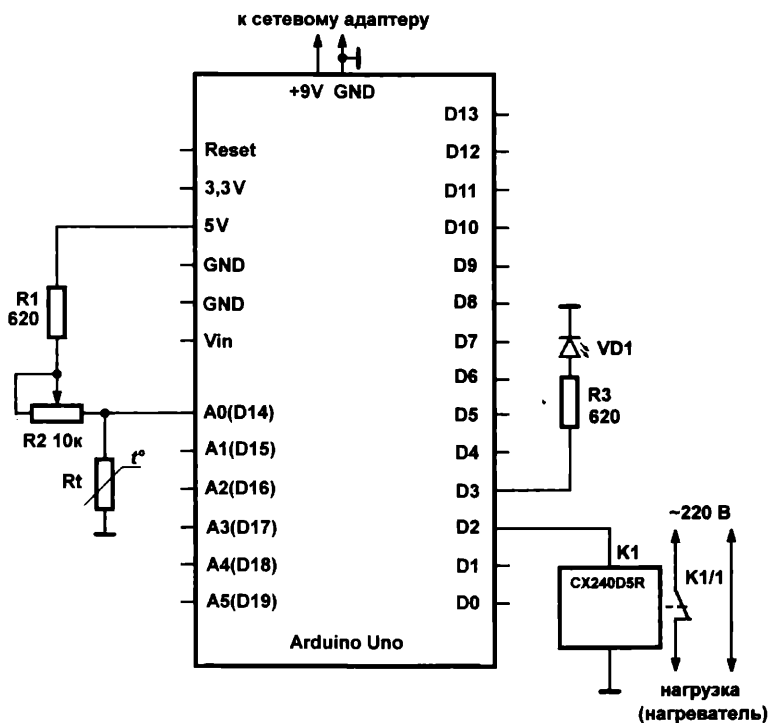 к сетевому адаптеру
+9V GND
Reset
3,3V
5V
GND
GND
Vin
A0(D14)
A1(D15)
A2(D16)
A3(D17)
A4(D18)
A5(D19)
D13
D12
D11
D10
D9
D8
D7
D6
D5
D4
D3
D2
D1
D0
Arduino Uno
R1
620
R2 10к
Rt
t°
VD1
R3
620
K1
CX240D5R
~220 В
K1/1
нагрузка
(нагреватель)